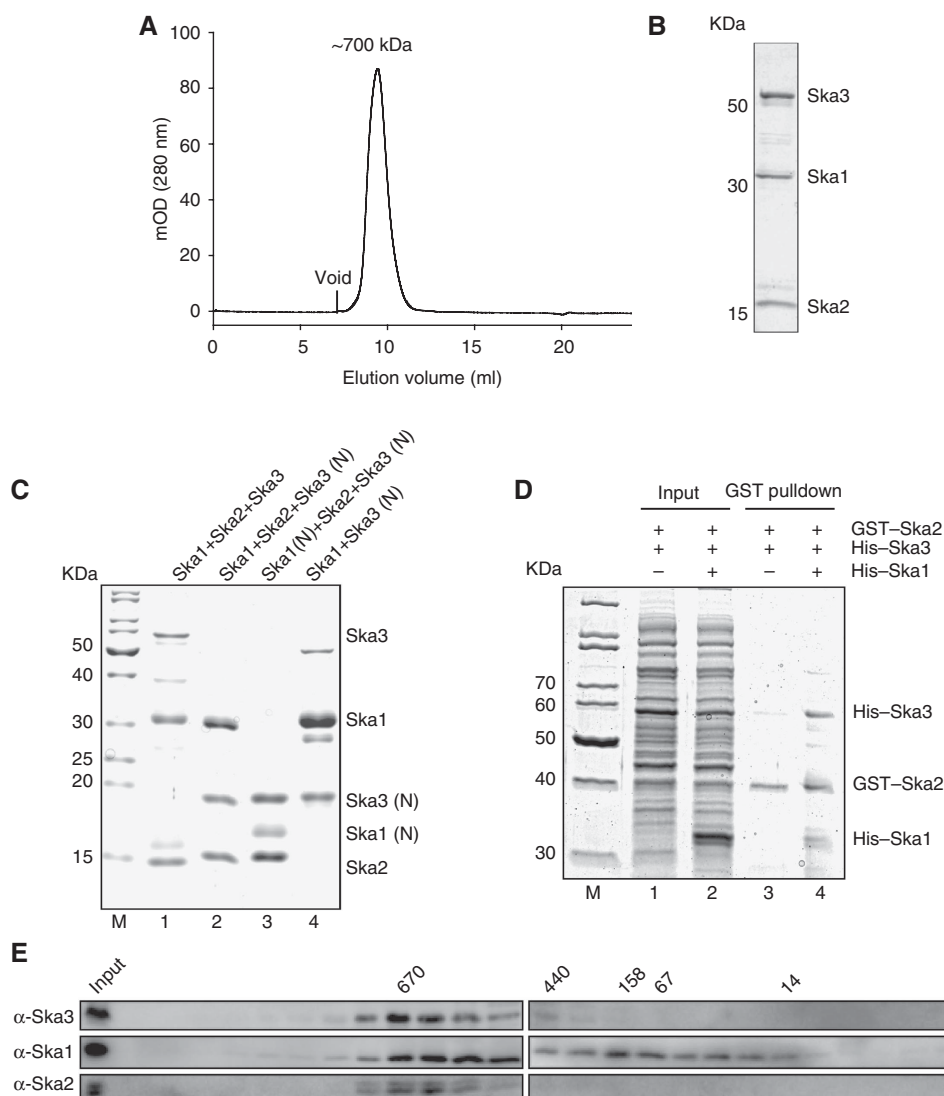 A
~700 kDa
100
80
60
40
20
0
mOD (280 nm)
Void
0 5 10 15 20
Elution volume (ml)
B
KDa
50
30
15
Ska3
Ska1
Ska2
C
Ska1+Ska2+Ska3
Ska1+Ska2+Ska3 (N)
Ska1(N)+Ska2+Ska3 (N)
Ska1+Ska3 (N)
KDa
50
40
30
25
20
15
Ska3
Ska1
Ska3 (N)
Ska1 (N)
Ska2
M 1 2 3 4
D
Input GST pulldown
+ + + + GST–Ska2
+ + + + His–Ska3
– + – + His–Ska1
KDa
70
60
50
40
30
His–Ska3
GST–Ska2
His–Ska1
M 1 2 3 4
E
Input 670 440 158 67 14
α-Ska3
α-Ska1
α-Ska2